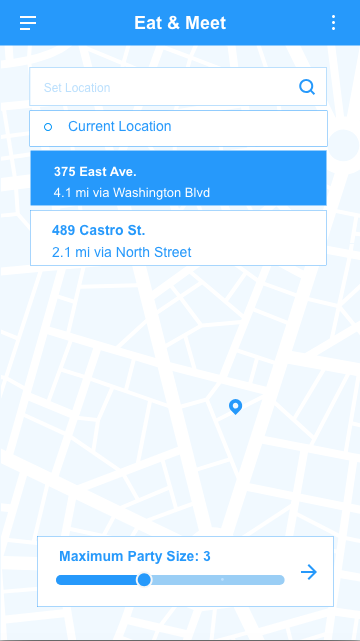 Eat & Meet
Set Location
Current Location
375 East Ave.
4.1 mi via Washington Blvd
489 Castro St.
2.1 mi via North Street
Maximum Party Size: 3